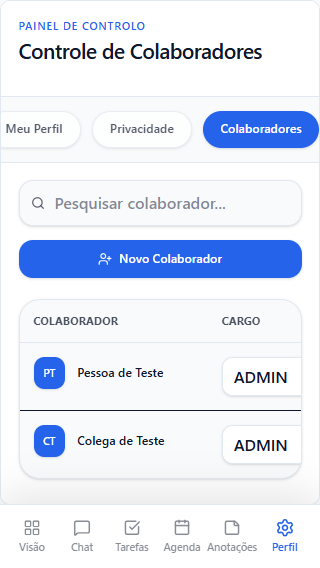 PAINEL DE CONTROLO
Controle de Colaboradores
Meu Perfil
Privacidade
Colaboradores
Pesquisar colaborador...
Novo Colaborador
COLABORADOR CARGO
PT Pessoa de Teste ADMIN
CT Colega de Teste ADMIN
Visão Chat Tarefas Agenda Anotações Perfil